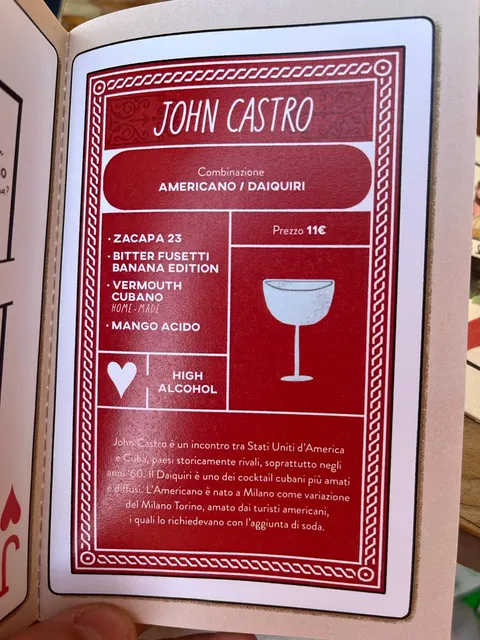 JOHN CASTRO
Combinazione
AMERICANO / DAIQUIRI
· ZACAPA 23
· BITTER FUSETTI
BANANA EDITION
· VERMOUTH
CUBANO
HOME-MADE
· MANGO ACIDO
Prezzo 11€
HIGH
ALCOHOL
John Castro è un incontro tra Stati Uniti d'America
e Cuba, paesi storicamente rivali, soprattutto negli
anni '60. Il Daiquiri è uno dei cocktail cubani più amati
e diffusi. L'Americano è nato a Milano come variazione
del Milano Torino, amato dai turisti americani,
i quali lo richiedevano con l'aggiunta di soda.
J